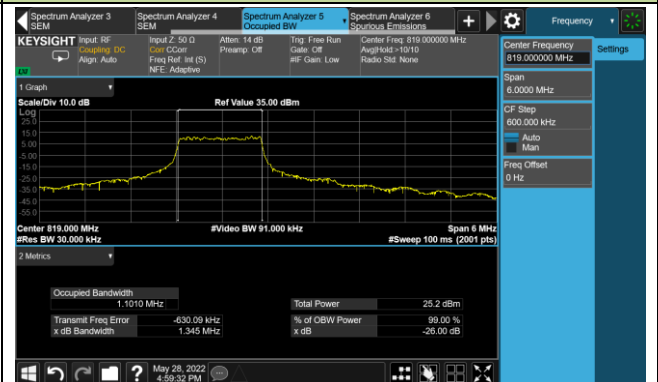 Spectrum Analyzer 3
SEM
Spectrum Analyzer 4
SEM
Spectrum Analyzer 5
Occupied BW
Spectrum Analyzer 6
Spurious Emissions
Frequency
KEYSIGHT
Input: RF
Coupling: DC
Align: Auto
Input Z: 50 Ω
Corr CCorr
Freq Ref: Int (S)
NFE: Adaptive
Atten: 14 dB
Preamp: Off
Trig: Free Run
Gate: Off
#IF Gain: Low
Center Freq: 819.000000 MHz
Avg|Hold:>10/10
Radio Std: None
Center Frequency
819.000000 MHz
Settings
Span
6.0000 MHz
CF Step
600.000 kHz
Auto
Man
Freq Offset
0 Hz
1 Graph
Scale/Div 10.0 dB
Ref Value 35.00 dBm
Log
25.0
15.0
5.00
-5.00
-15.0
-25.0
-35.0
-45.0
-55.0
Center 819.000 MHz
#Video BW 91.000 kHz
Span 6 MHz
#Res BW 30.000 kHz
#Sweep 100 ms (2001 pts)
2 Metrics
Occupied Bandwidth
1.1010 MHz
Total Power
25.2 dBm
Transmit Freq Error
-630.09 kHz
% of OBW Power
99.00 %
x dB Bandwidth
1.345 MHz
x dB
-26.00 dB
May 28, 2022
4:59:32 PM